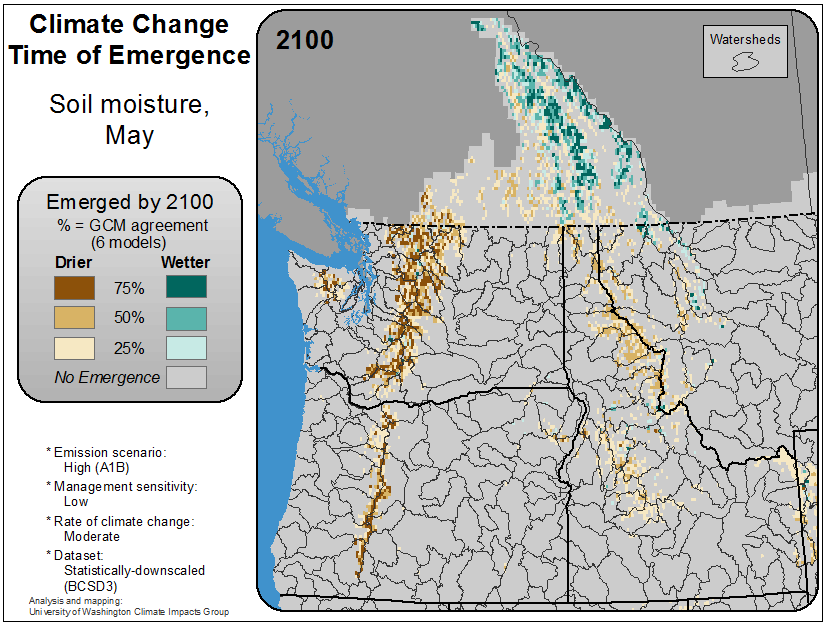 Climate Change
Time of Emergence
Soil moisture,
May
Emerged by 2100
% = GCM agreement
(6 models)
Drier Wetter
75%
50%
25%
No Emergence
* Emission scenario:
High (A1B)
* Management sensitivity:
Low
* Rate of climate change:
Moderate
* Dataset:
Statistically-downscaled
(BCSD3)
Analysis and mapping:
University of Washington Climate Impacts Group
2100
Watersheds